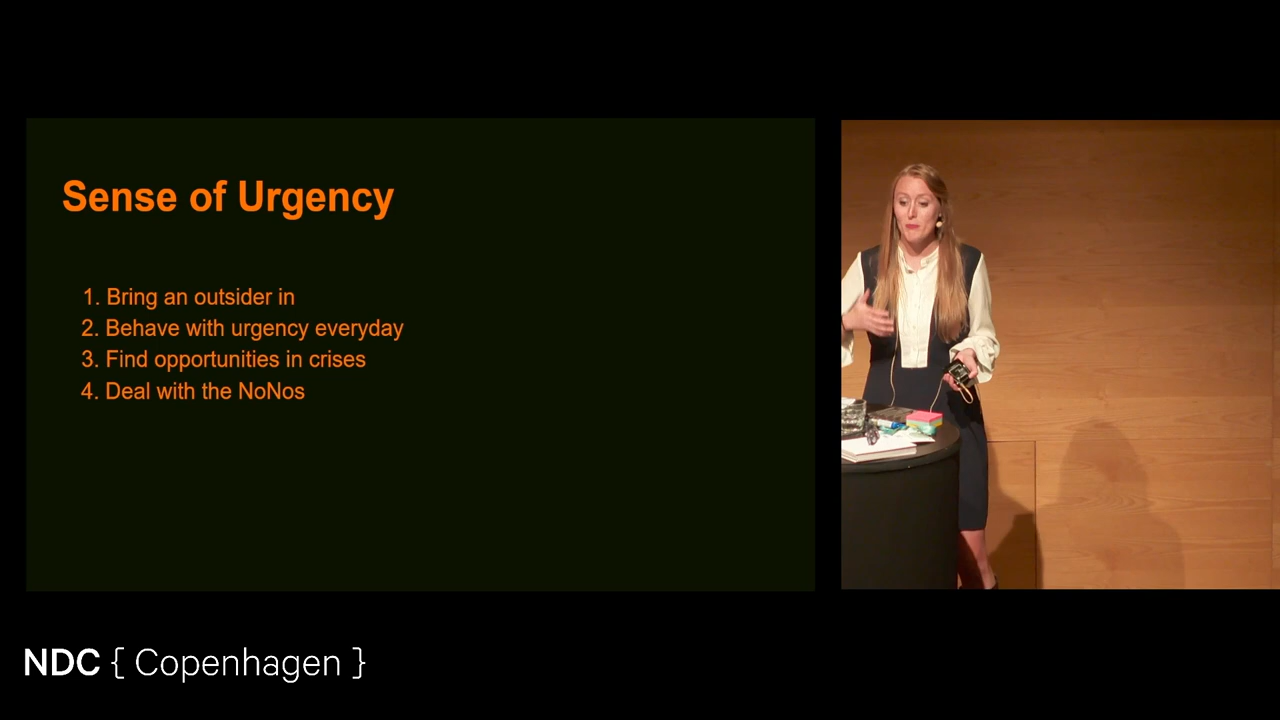 Sense of Urgency
1. Bring an outsider in
2. Behave with urgency everyday
3. Find opportunities in crises
4. Deal with the NoNos
NDC { Copenhagen }